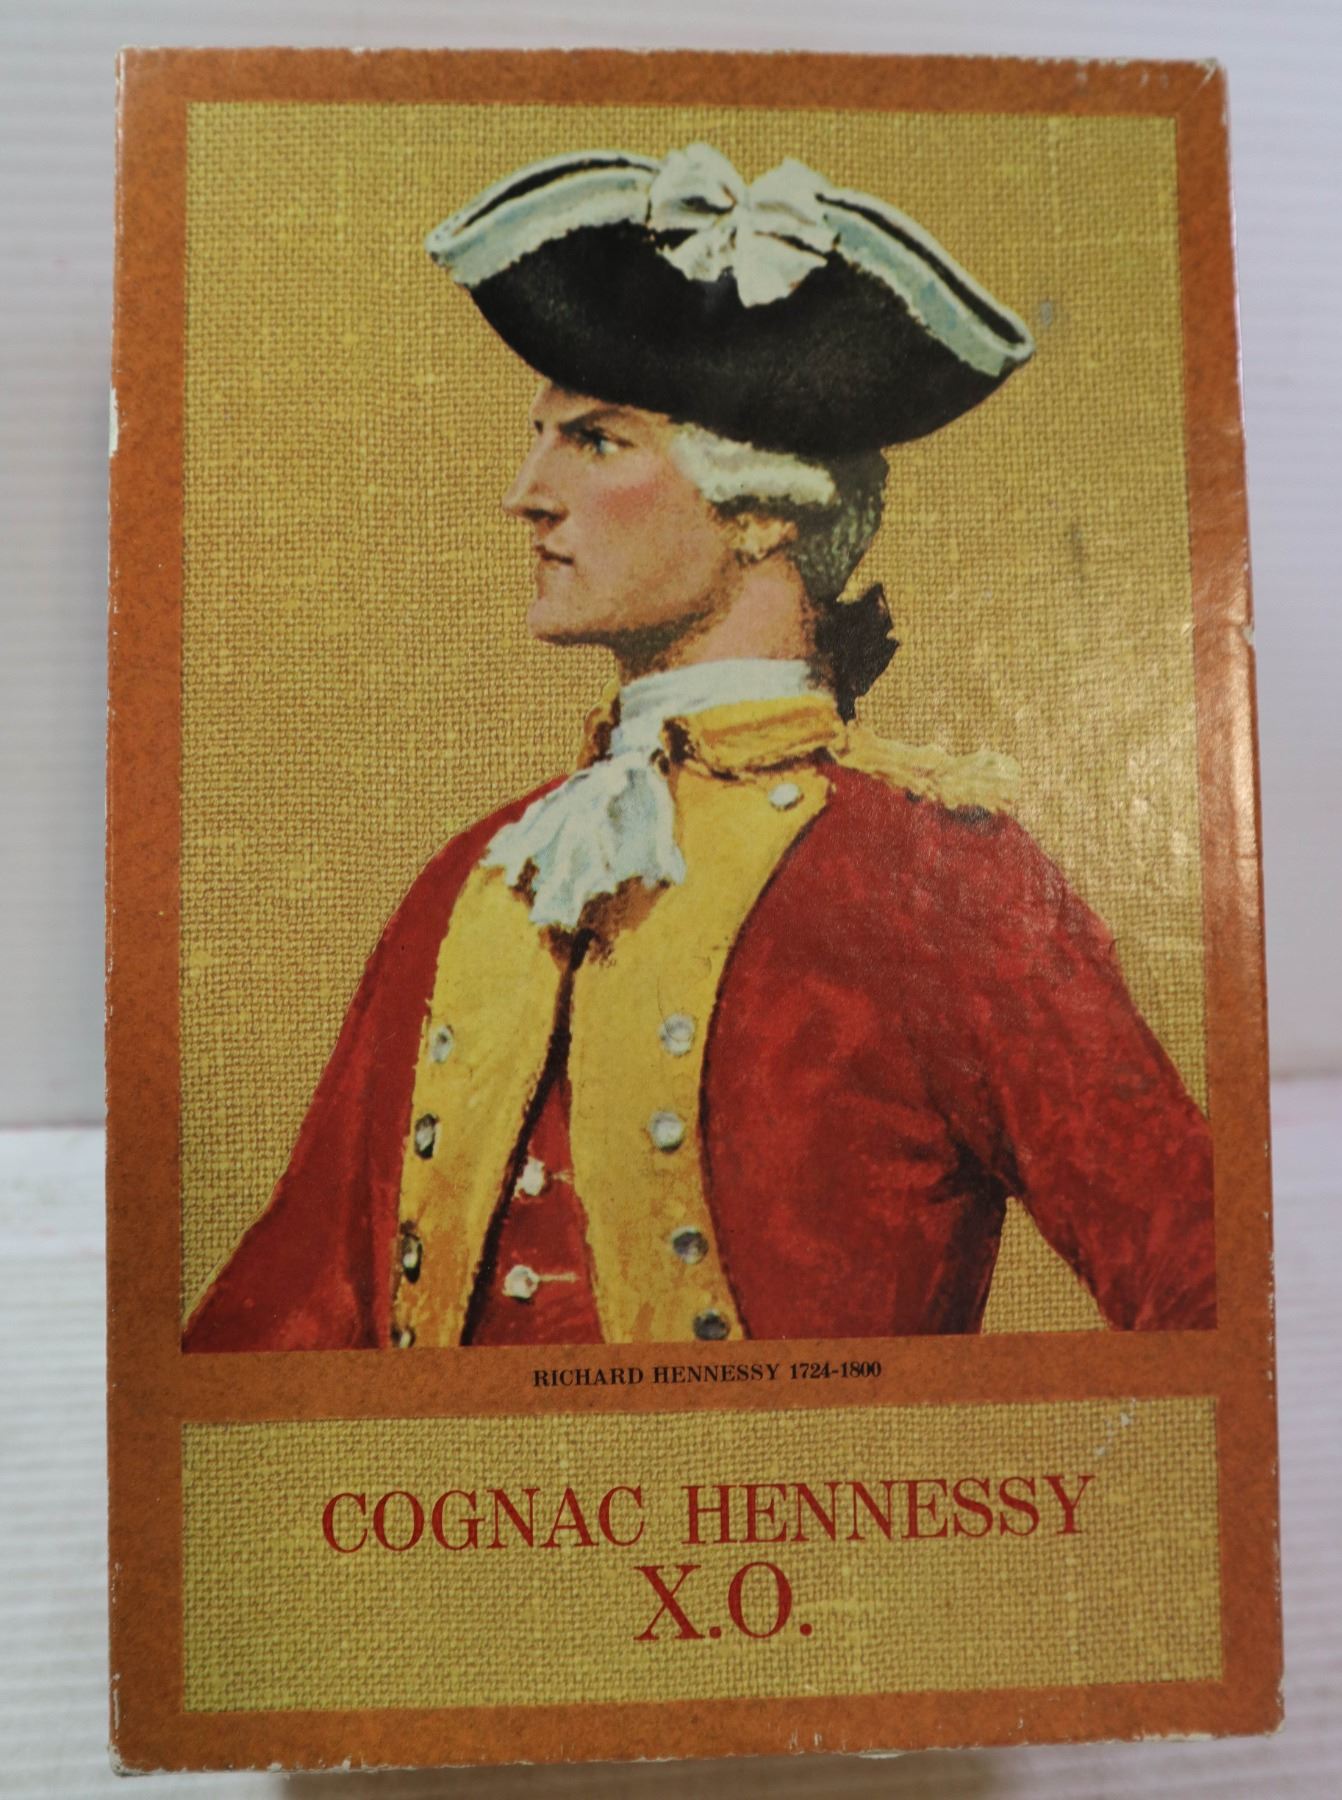 RICHARD HENNESSY 1724-1800
COGNAC HENNESSY
X.O.